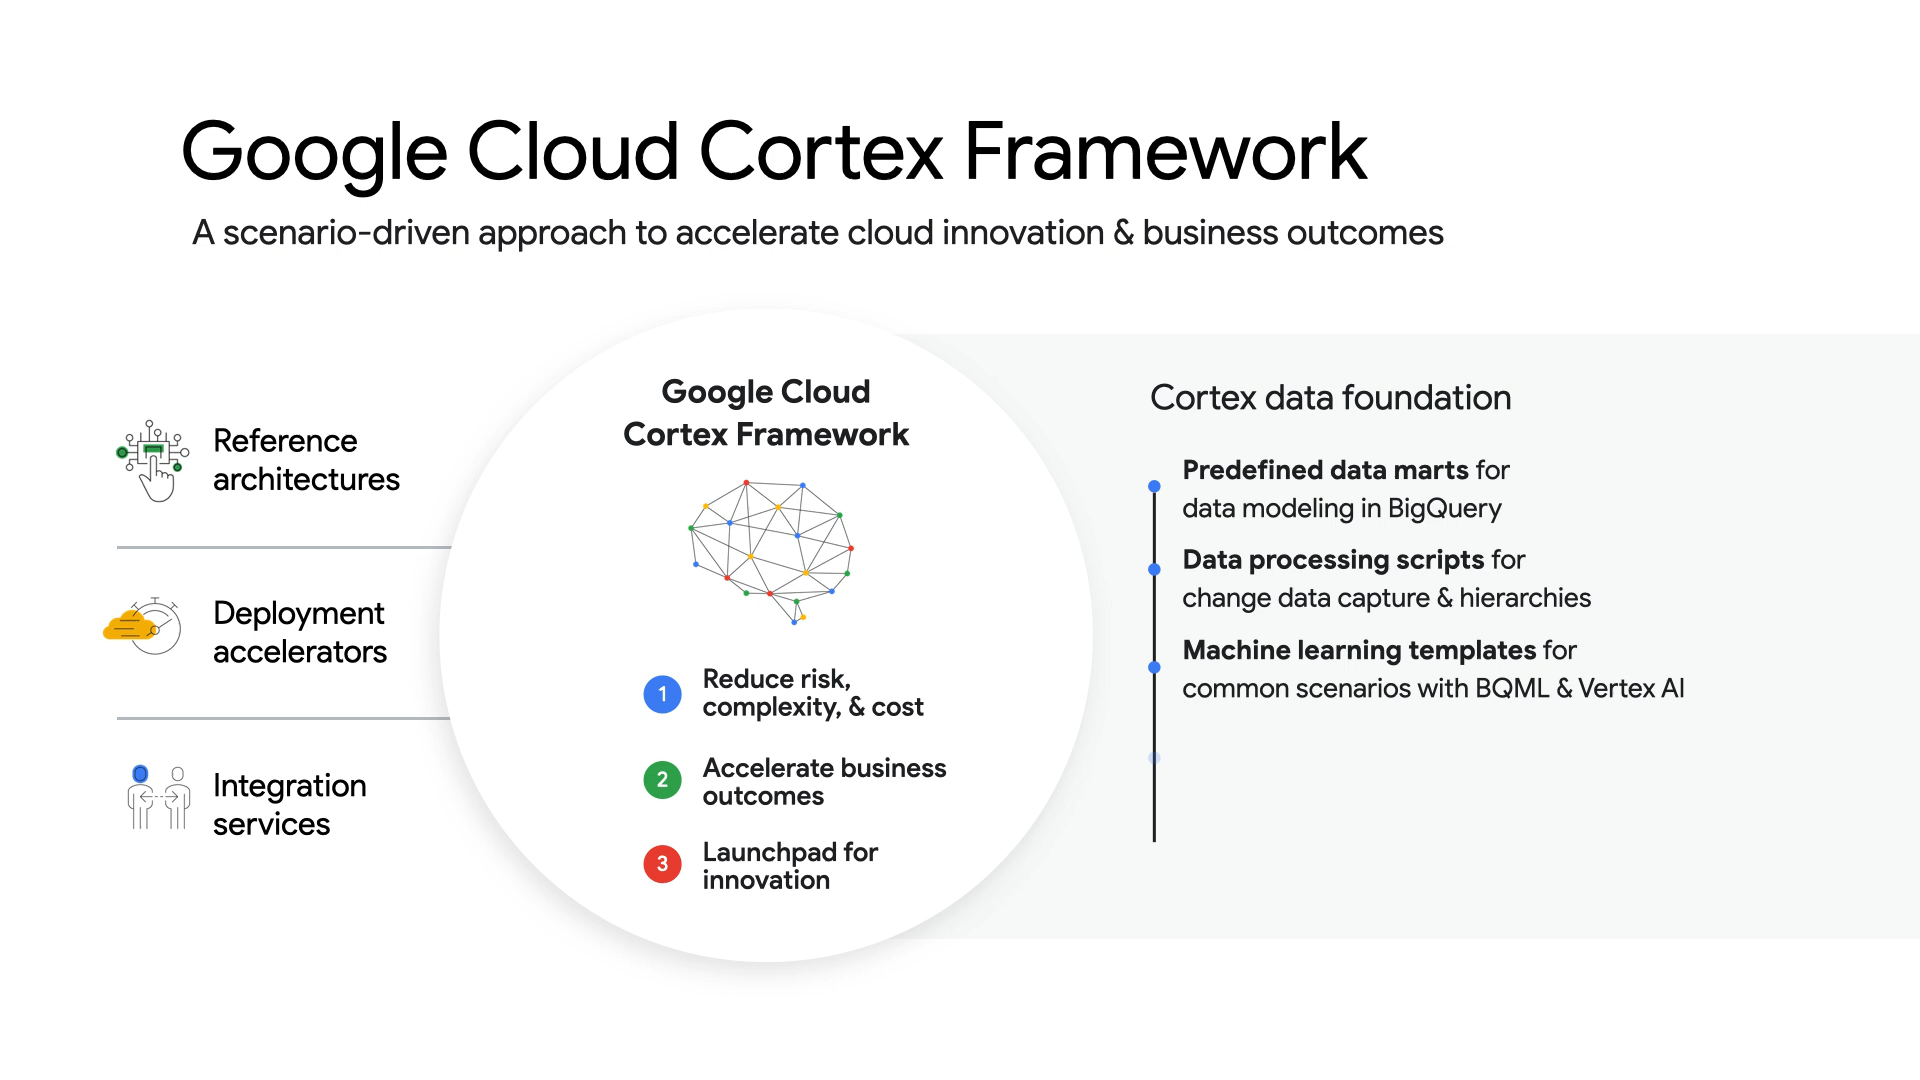 Google Cloud Cortex Framework
A scenario-driven approach to accelerate cloud innovation & business outcomes
Reference
architectures
Deployment
accelerators
Integration
services
Google Cloud
Cortex Framework
1 Reduce risk,
complexity, & cost
2 Accelerate business
outcomes
3 Launchpad for
innovation
Cortex data foundation
Predefined data marts for
data modeling in BigQuery
Data processing scripts for
change data capture & hierarchies
Machine learning templates for
common scenarios with BQML & Vertex AI